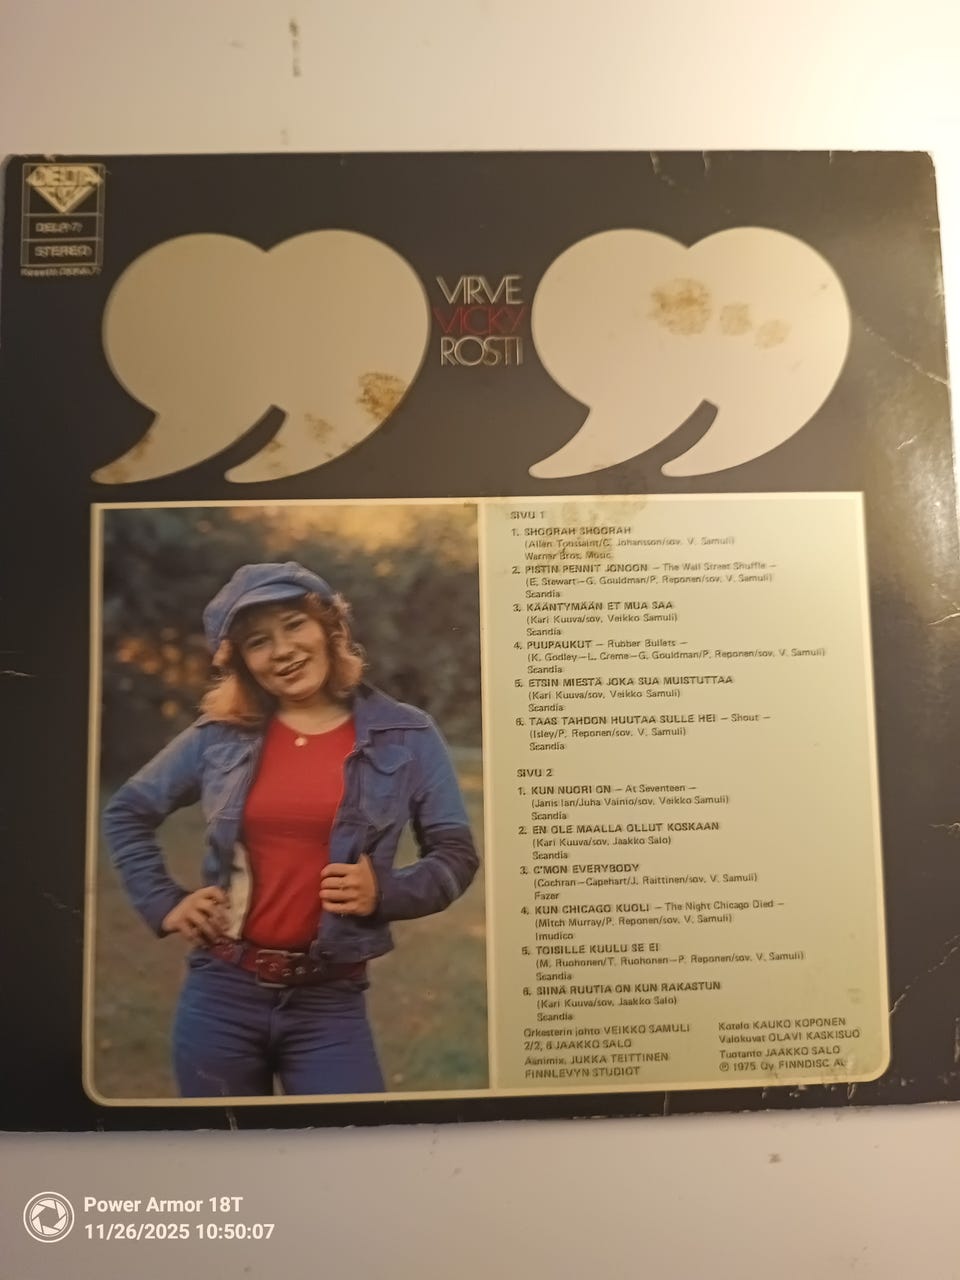 DELTA
DELP 7
STEREO
VIRVE
VICKY
ROSTI
SIVU 1
1. SHOORAH SHOORAH
(Allen Toussaint/C. Johansson/sov. V. Samuli)
Warner Bros. Music
2. PISTIN PENNIT JONOON – The Wall Street Shuffle –
(E. Stewart–G. Gouldman/P. Reponen/sov. V. Samuli)
Scandia
3. KÄÄNTYMÄÄN ET MUA SAA
(Kari Kuuva/sov. Veikko Samuli)
Scandia
4. PUUPAUKUT – Rubber Bullets –
(K. Godley–L. Creme–G. Gouldman/P. Reponen/sov. V. Samuli)
Scandia
5. ETSIN MIESTÄ JOKA SUA MUISTUTTAA
(Kari Kuuva/sov. Veikko Samuli)
Scandia
6. TAAS TAHDON HUUTAA SULLE HEI – Shout –
(Isley/P. Reponen/sov. V. Samuli)
Scandia
SIVU 2
1. KUN NUORI ON – At Seventeen –
(Janis Ian/Juha Vainio/sov. Veikko Samuli)
Scandia
2. EN OLE MAALLA OLLUT KOSKAAN
(Kari Kuuva/sov. Jaakko Salo)
Scandia
3. C'MON EVERYBODY
(Cochran–Capehart/J. Raittinen/sov. V. Samuli)
Fazer
4. KUN CHICAGO KUOLI – The Night Chicago Died –
(Mitch Murray/P. Reponen/sov. V. Samuli)
Imudico
5. TOISILLE KUULU SE EI
(M. Ruohonen/T. Ruohonen–P. Reponen/sov. V. Samuli)
Scandia
6. SIINÄ RUUTIA ON KUN RAKASTUN
(Kari Kuuva/sov. Jaakko Salo)
Scandia
Orkesterin johto VEIKKO SAMULI
2/2, 6 JAAKKO SALO
Äänimix. JUKKA TEITTINEN
FINNLEVYN STUDIOT
Kotelo KAUKO KOPONEN
Valokuvat OLAVI KASKISUO
Tuotanto JAAKKO SALO
℗ 1975 Oy FINNDISC Ab
Power Armor 18T
11/26/2025 10:50:07